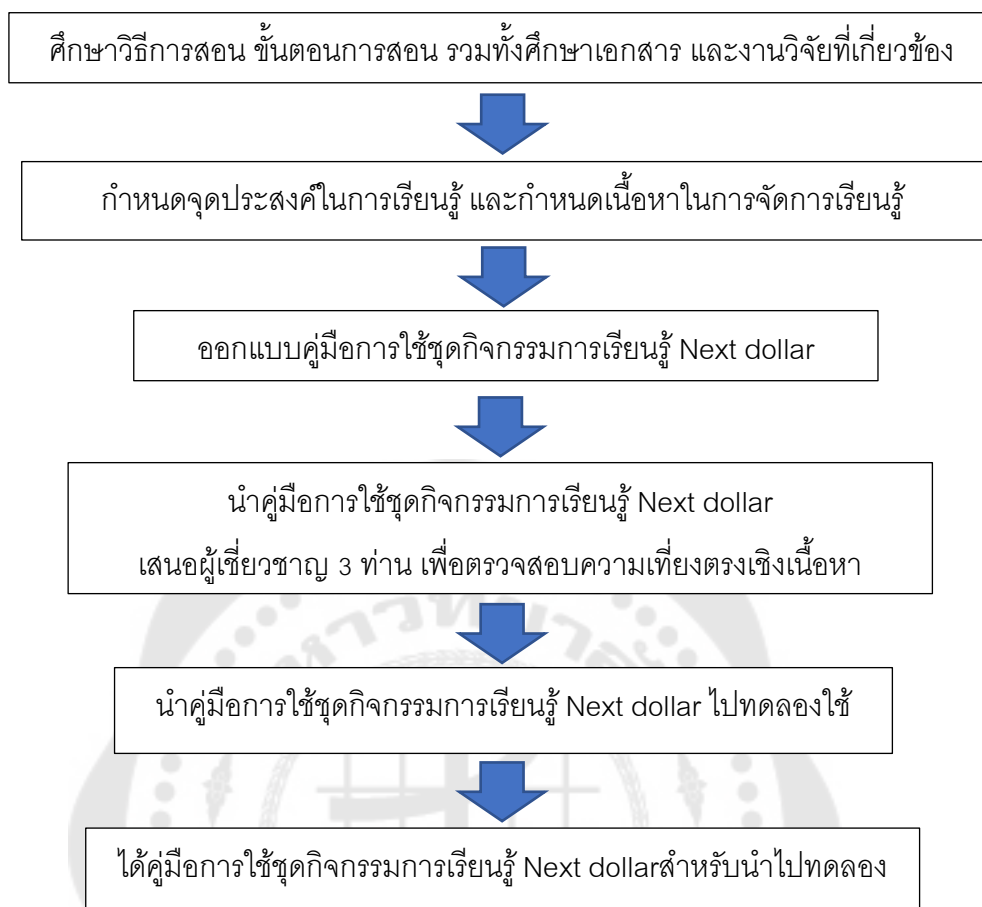 ศึกษาวิธีการสอน ขั้นตอนการสอน รวมทั้งศึกษาเอกสาร และงานวิจัยที่เกี่ยวข้อง
กำหนดจุดประสงค์ในการเรียนรู้ และกำหนดเนื้อหาในการจัดการเรียนรู้
ออกแบบคู่มือการใช้ชุดกิจกรรมการเรียนรู้ Next dollar
นำคู่มือการใช้ชุดกิจกรรมการเรียนรู้ Next dollar
เสนอผู้เชี่ยวชาญ 3 ท่าน เพื่อตรวจสอบความเที่ยงตรงเชิงเนื้อหา
นำคู่มือการใช้ชุดกิจกรรมการเรียนรู้ Next dollar ไปทดลองใช้
ได้คู่มือการใช้ชุดกิจกรรมการเรียนรู้ Next dollarสำหรับนำไปทดลอง